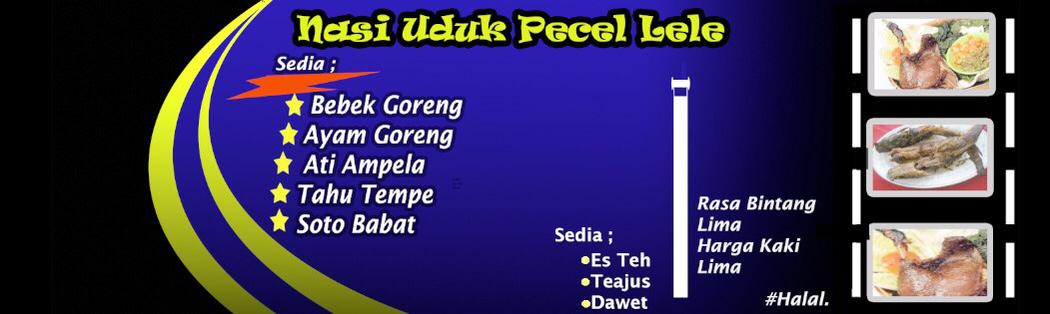 Nasi Uduk Pecel Lele
Sedia ;
Bebek Goreng
Ayam Goreng
Ati Ampela
Tahu Tempe
Soto Babat
Sedia ;
Es Teh
Teajus
Dawet
Rasa Bintang
Lima
Harga Kaki
Lima
#Halal.